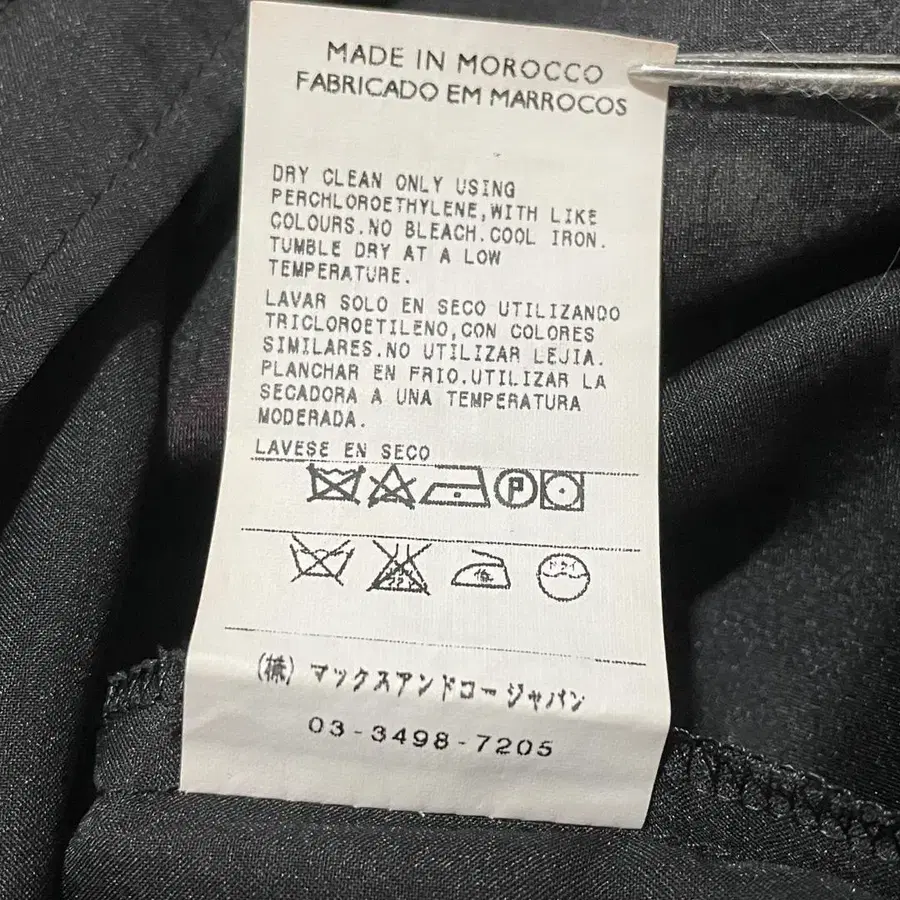 MADE IN MOROCCO
FABRICADO EM MARROCOS
DRY CLEAN ONLY USING
PERCHLOROETHYLENE,WITH LIKE
COLOURS.NO BLEACH.COOL IRON.
TUMBLE DRY AT A LOW
TEMPERATURE.
LAVAR SOLO EN SECO UTILIZANDO
TRICLOROETILENO,CON COLORES
SIMILARES.NO UTILIZAR LEJIA.
PLANCHAR EN FRIO.UTILIZAR LA
SECADORA A UNA TEMPERATURA
MODERADA.
LAVESE EN SECO
P
低
(株) マックスアンドコージャパン
03-3498-7205